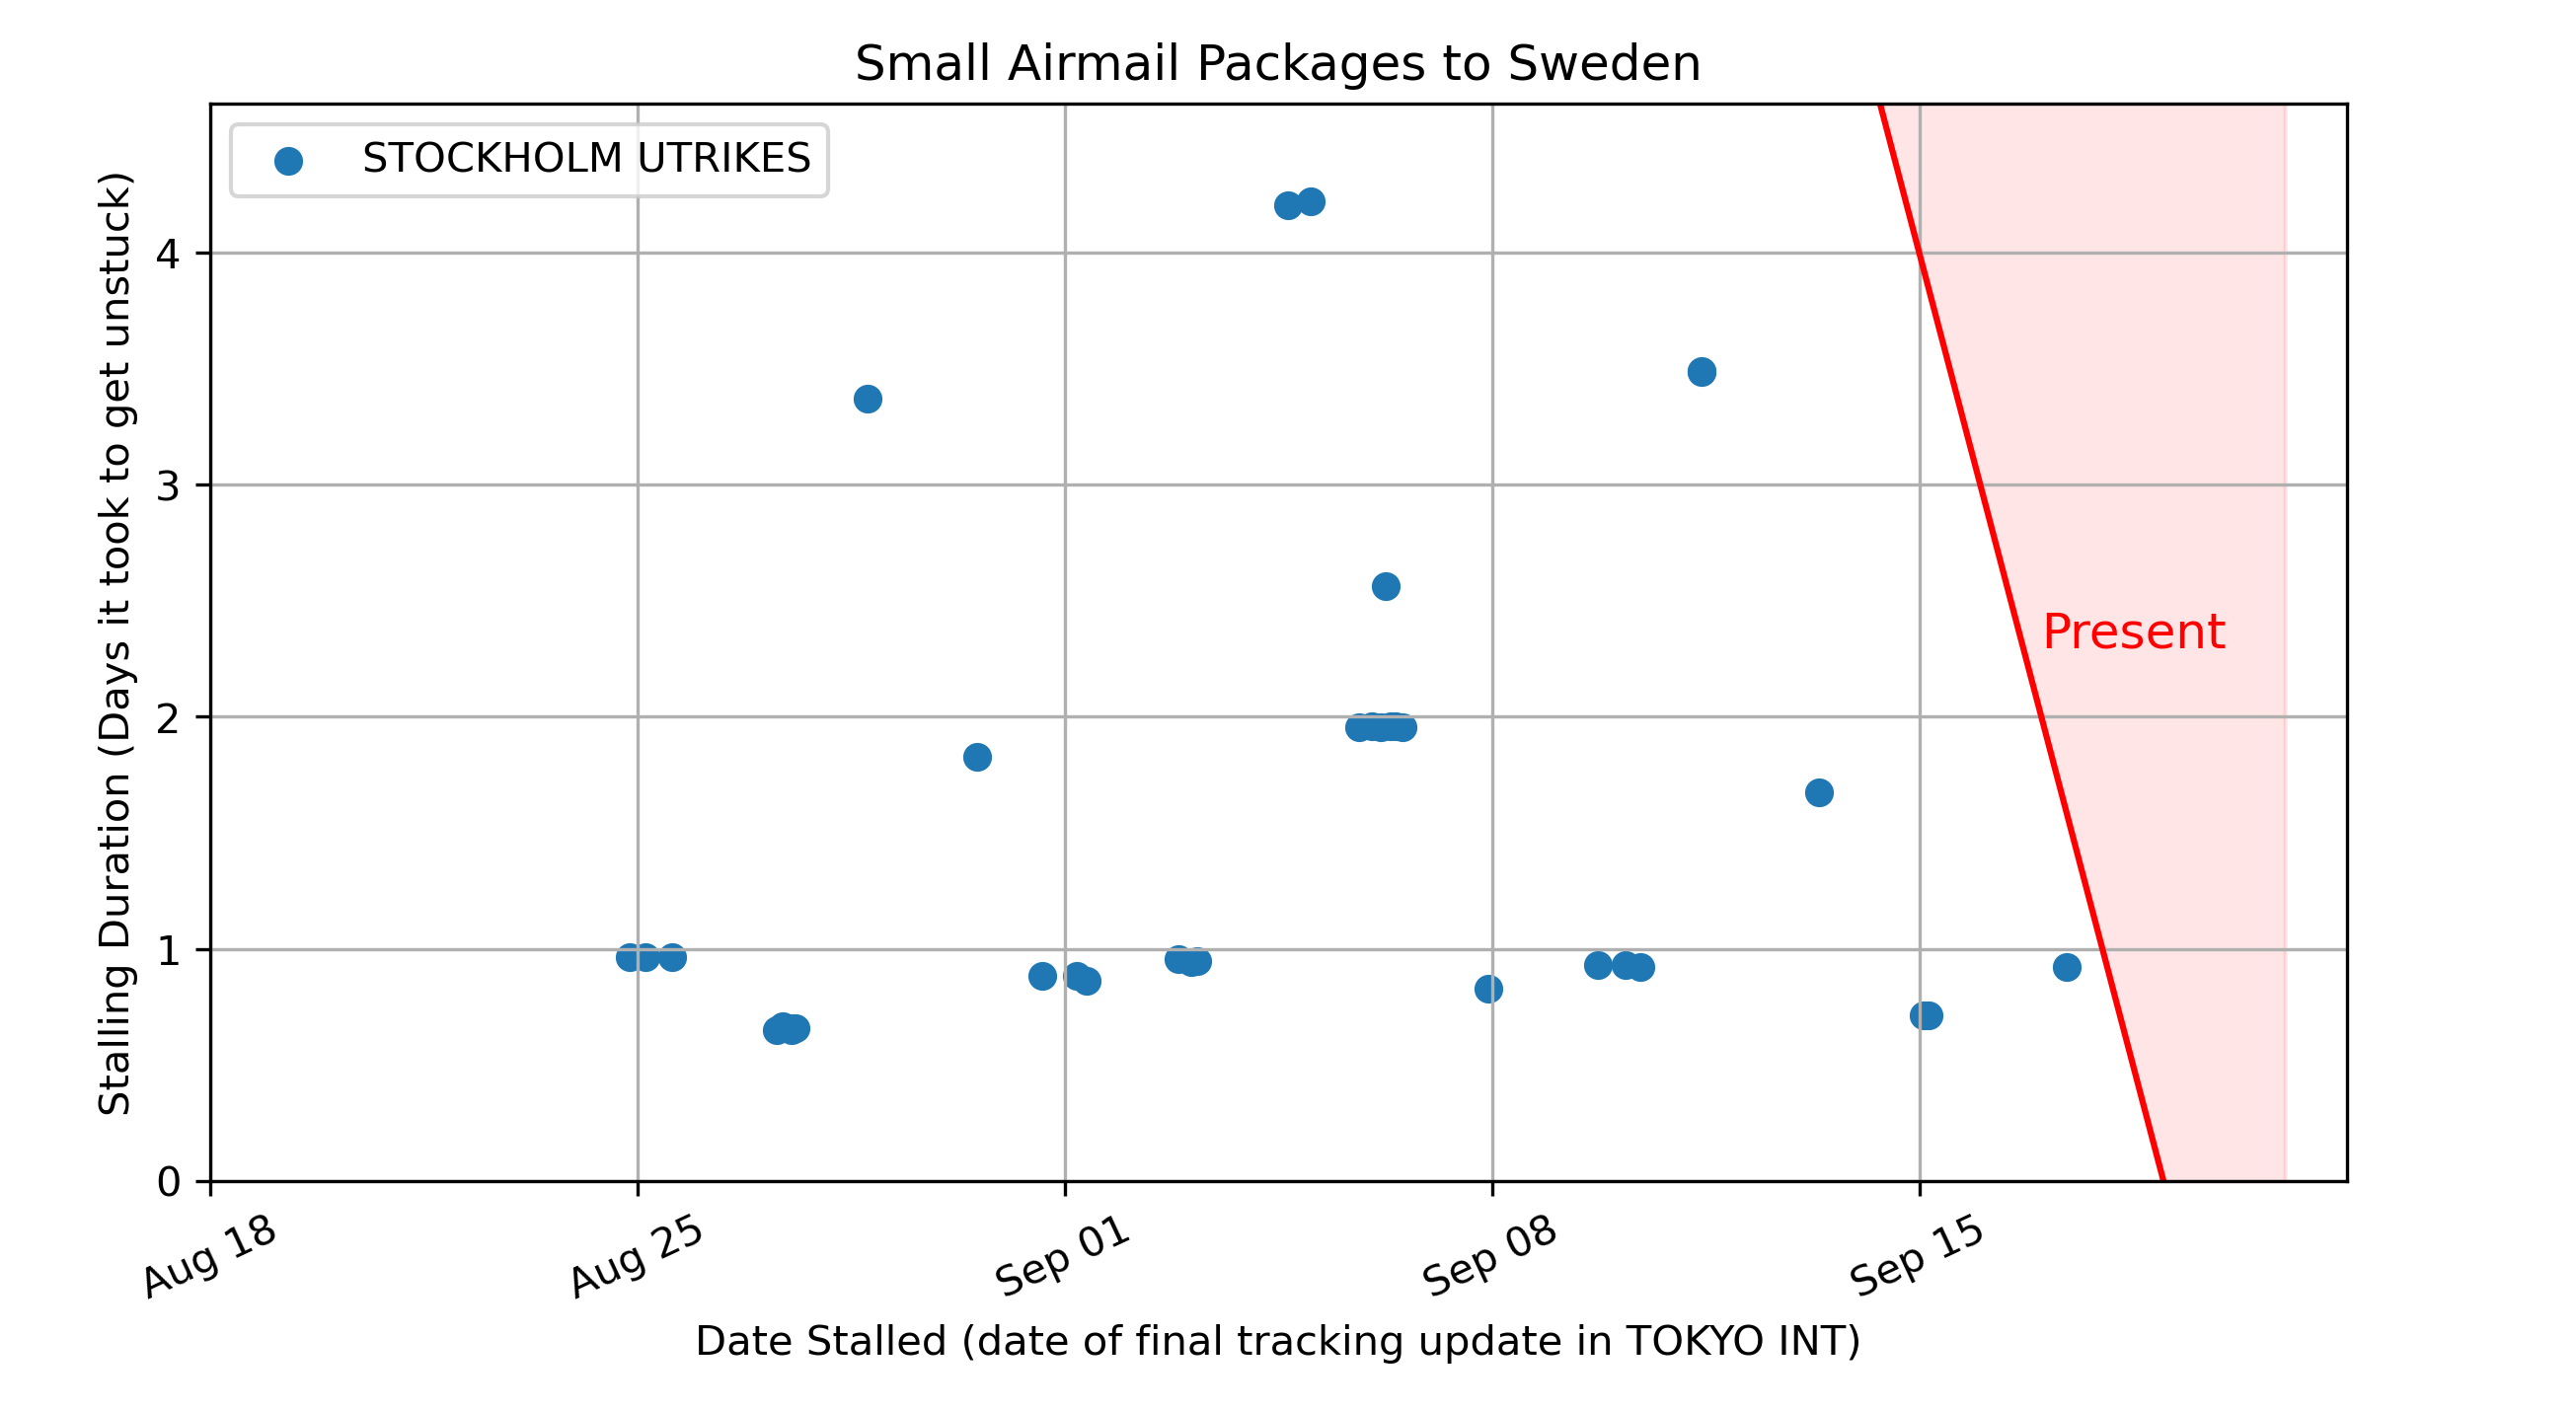 Small Airmail Packages to Sweden
STOCKHOLM UTRIKES
Stalling Duration (Days it took to get unstuck)
4
3
2
1
0
Present
Aug 18
Aug 25
Sep 01
Sep 08
Sep 15
Date Stalled (date of final tracking update in TOKYO INT)